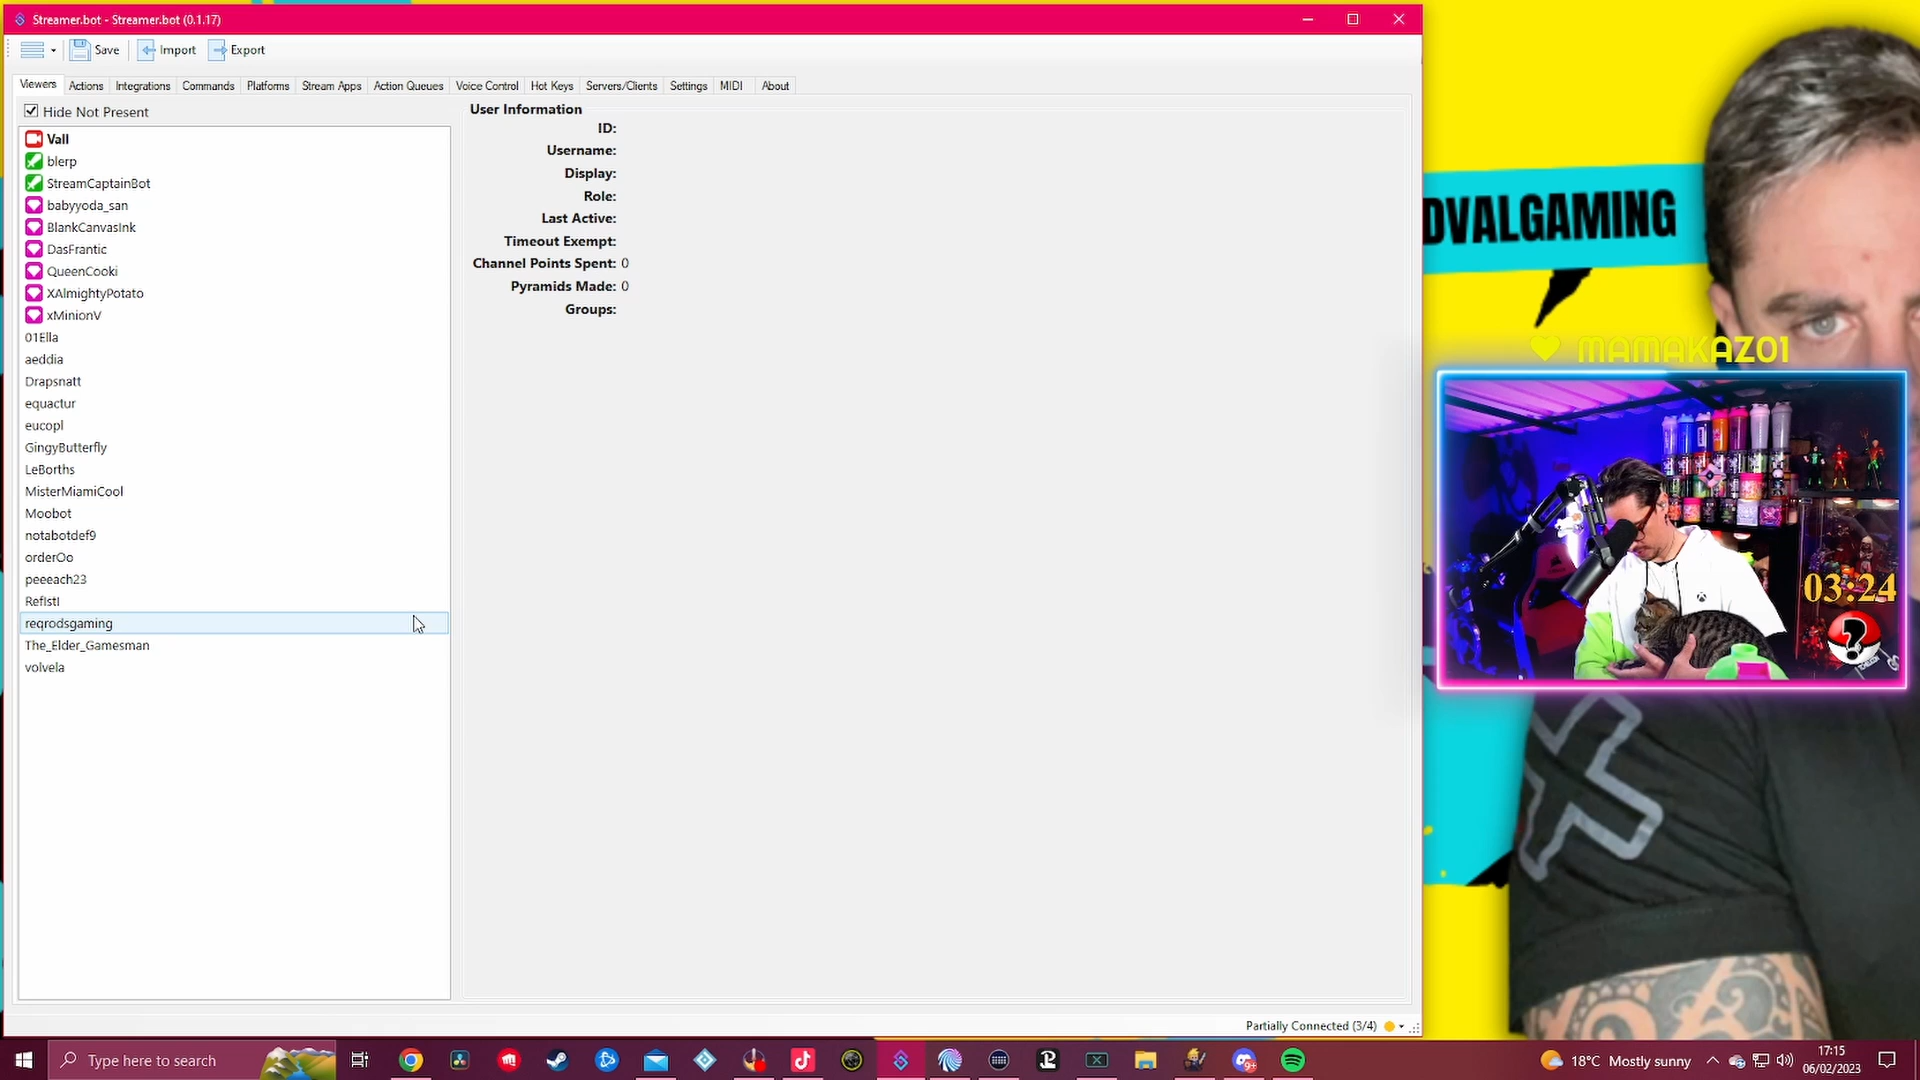 Streamer.bot - Streamer.bot (0.1.17)
Save
Import
Export
Viewers
Actions
Integrations
Commands
Platforms
Stream Apps
Action Queues
Voice Control
Hot Keys
Servers/Clients
Settings
MIDI
About
Hide Not Present
Vall
blerp
StreamCaptainBot
babyyoda_san
BlankCanvasInk
DasFrantic
QueenCooki
XAlmightyPotato
xMinionV
01Ella
aeddia
Drapsnatt
equactur
eucopl
GingyButterfly
LeBorths
MisterMiamiCool
Moobot
notabotdef9
orderOo
peeeach23
reqrodsgaming
The_Elder_Gamesman
volvela
User Information
ID:
Username:
Display:
Role:
Last Active:
Timeout Exempt:
Channel Points Spent: 0
Pyramids Made: 0
Groups:
DVALGAMING
MAMAKAZ01
03:24
?
Partially Connected (3/4)
Type here to search
18°C Mostly sunny
17:15
06/02/2023